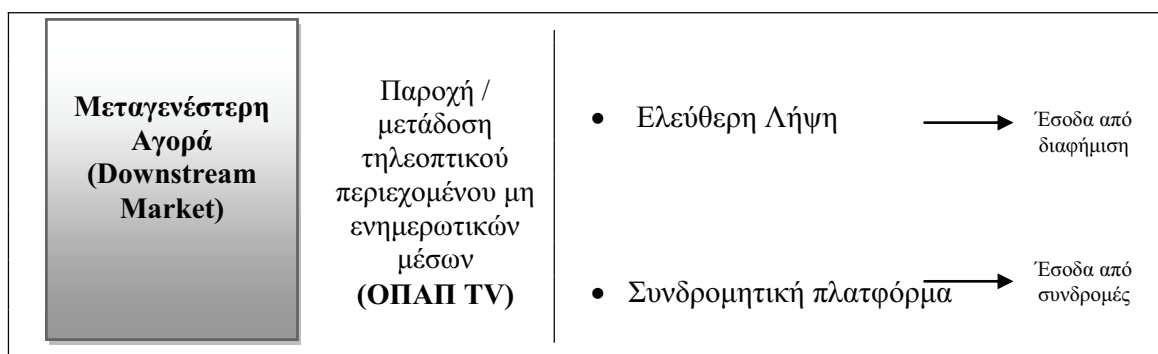 Μεταγενέστερη
Αγορά
(Downstream
Market)
Παροχή /
μετάδοση
τηλεοπτικού
περιεχομένου μη
ενημερωτικών
μέσων
(ΟΠΑΠ TV)
• Ελεύθερη Λήψη
Έσοδα από
διαφήμιση
• Συνδρομητική πλατφόρμα
Έσοδα από
συνδρομές